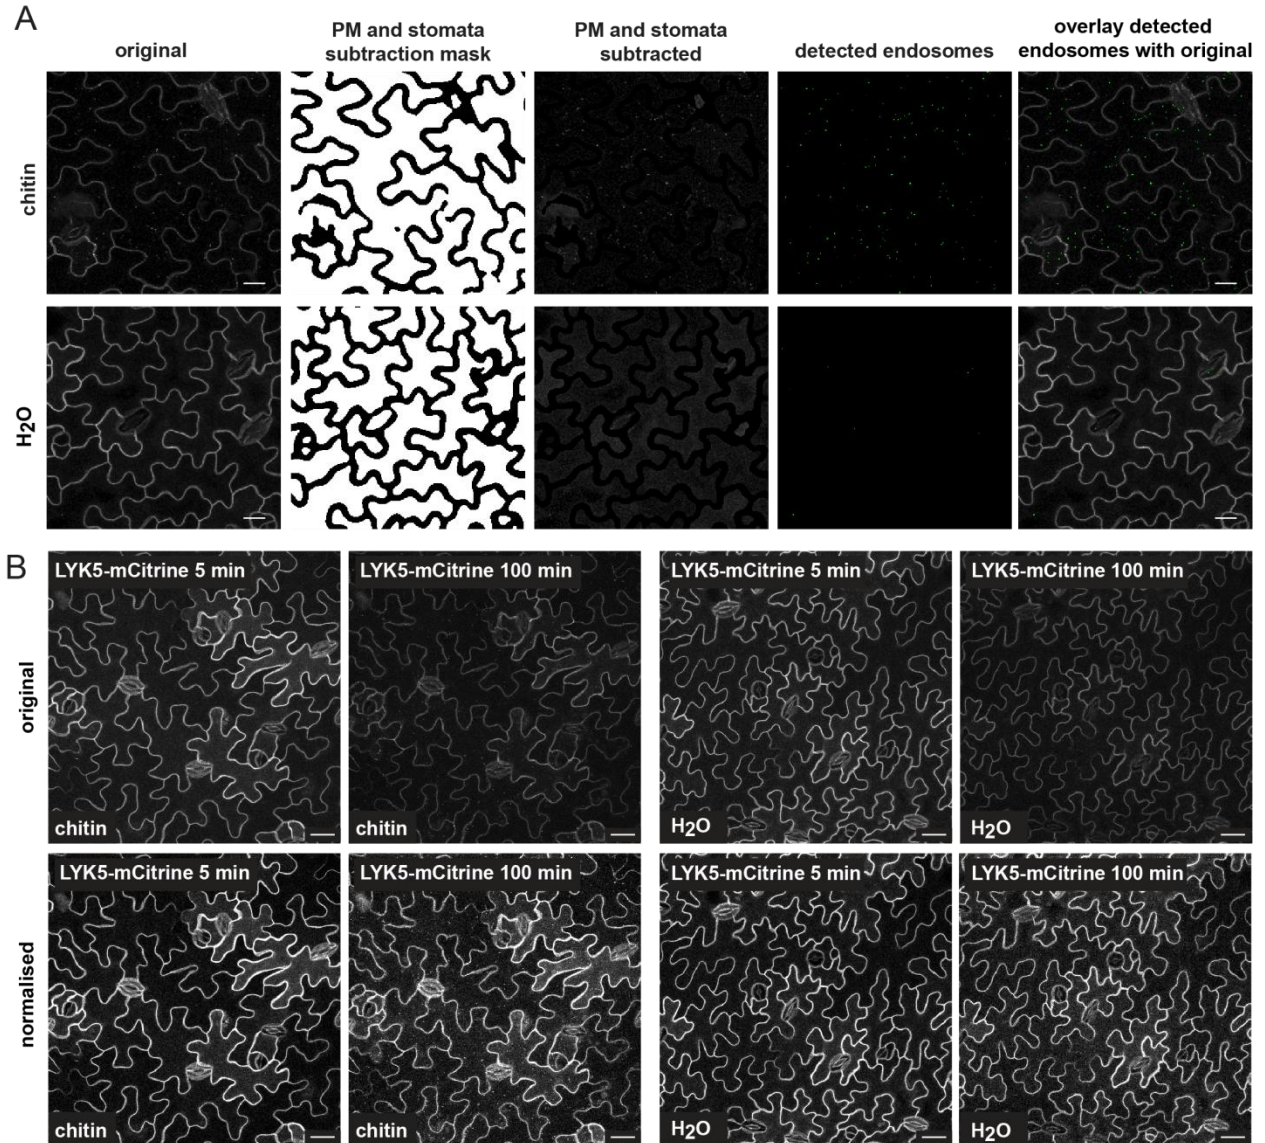 A
original
PM and stomata
subtraction mask
PM and stomata
subtracted
detected endosomes
overlay detected
endosomes with original
chitin
H2O
B
original
LYK5-mCitrine 5 min
LYK5-mCitrine 100 min
LYK5-mCitrine 5 min
LYK5-mCitrine 100 min
chitin
chitin
H2O
H2O
normalised
LYK5-mCitrine 5 min
LYK5-mCitrine 100 min
LYK5-mCitrine 5 min
LYK5-mCitrine 100 min
chitin
chitin
H2O
H2O